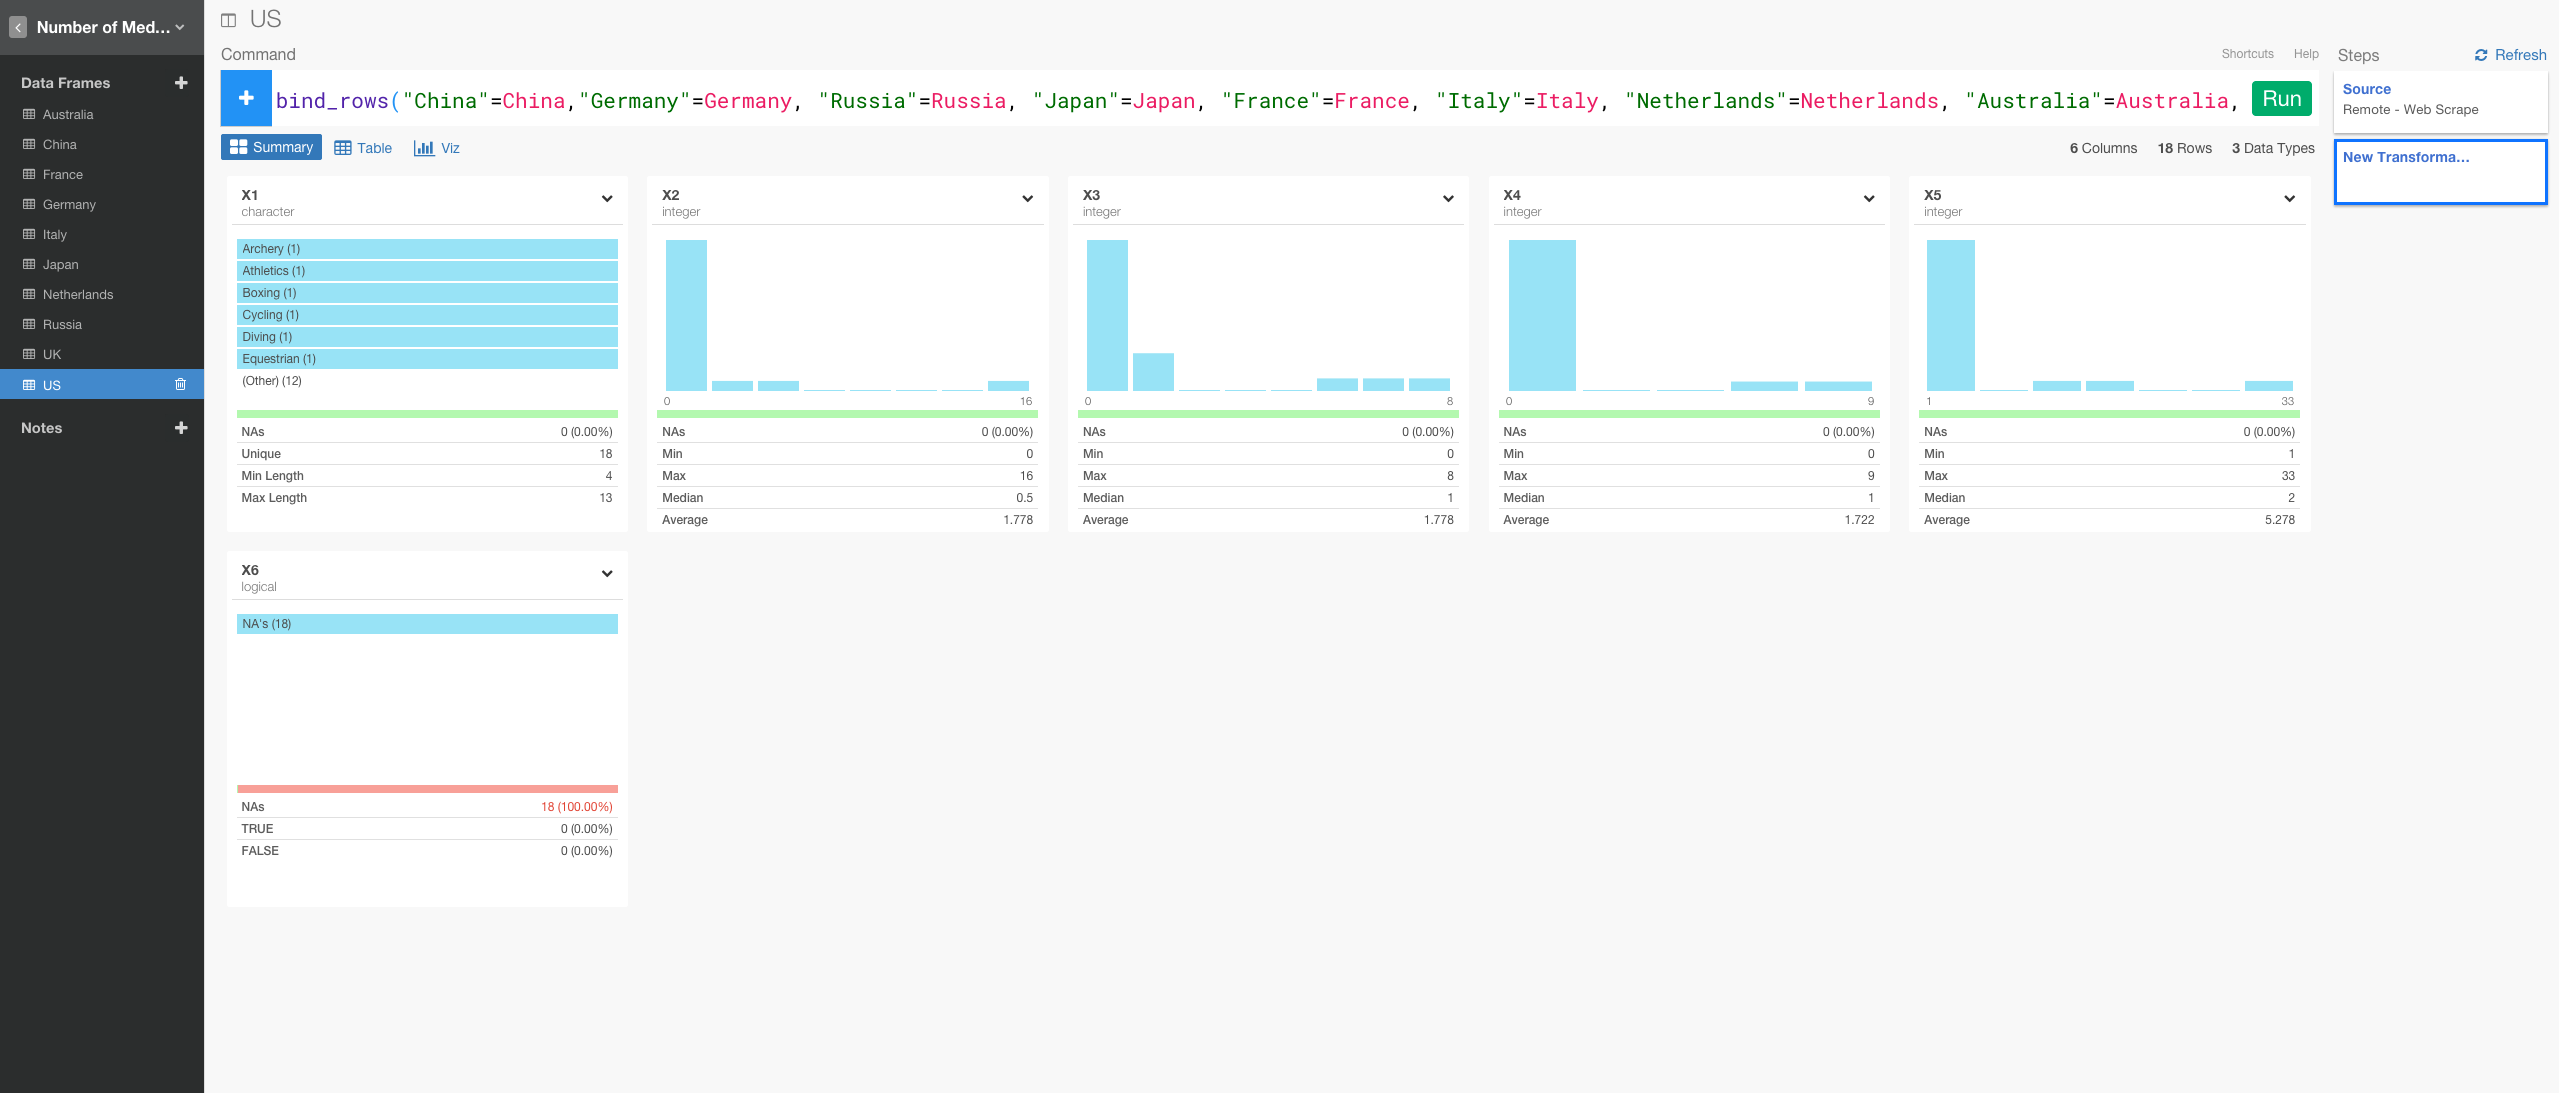 Number of Med...
Data Frames
Australia
China
France
Germany
Italy
Japan
Netherlands
Russia
UK
US
Notes
US
Command
Shortcuts Help
bind_rows("China"=China,"Germany"=Germany, "Russia"=Russia, "Japan"=Japan, "France"=France, "Italy"=Italy, "Netherlands"=Netherlands, "Australia"=Australia,
Run
Summary Table Viz
6 Columns 18 Rows 3 Data Types
X1
character
Archery (1)
Athletics (1)
Boxing (1)
Cycling (1)
Diving (1)
Equestrian (1)
(Other) (12)
NAs 0 (0.00%)
Unique 18
Min Length 4
Max Length 13
X2
integer
0 16
NAs 0 (0.00%)
Min 0
Max 16
Median 0.5
Average 1.778
X3
integer
0 8
NAs 0 (0.00%)
Min 0
Max 8
Median 1
Average 1.778
X4
integer
0 9
NAs 0 (0.00%)
Min 0
Max 9
Median 1
Average 1.722
X5
integer
1 33
NAs 0 (0.00%)
Min 1
Max 33
Median 2
Average 5.278
X6
logical
NA's (18)
NAs 18 (100.00%)
TRUE 0 (0.00%)
FALSE 0 (0.00%)
Steps Refresh
Source
Remote - Web Scrape
New Transforma...